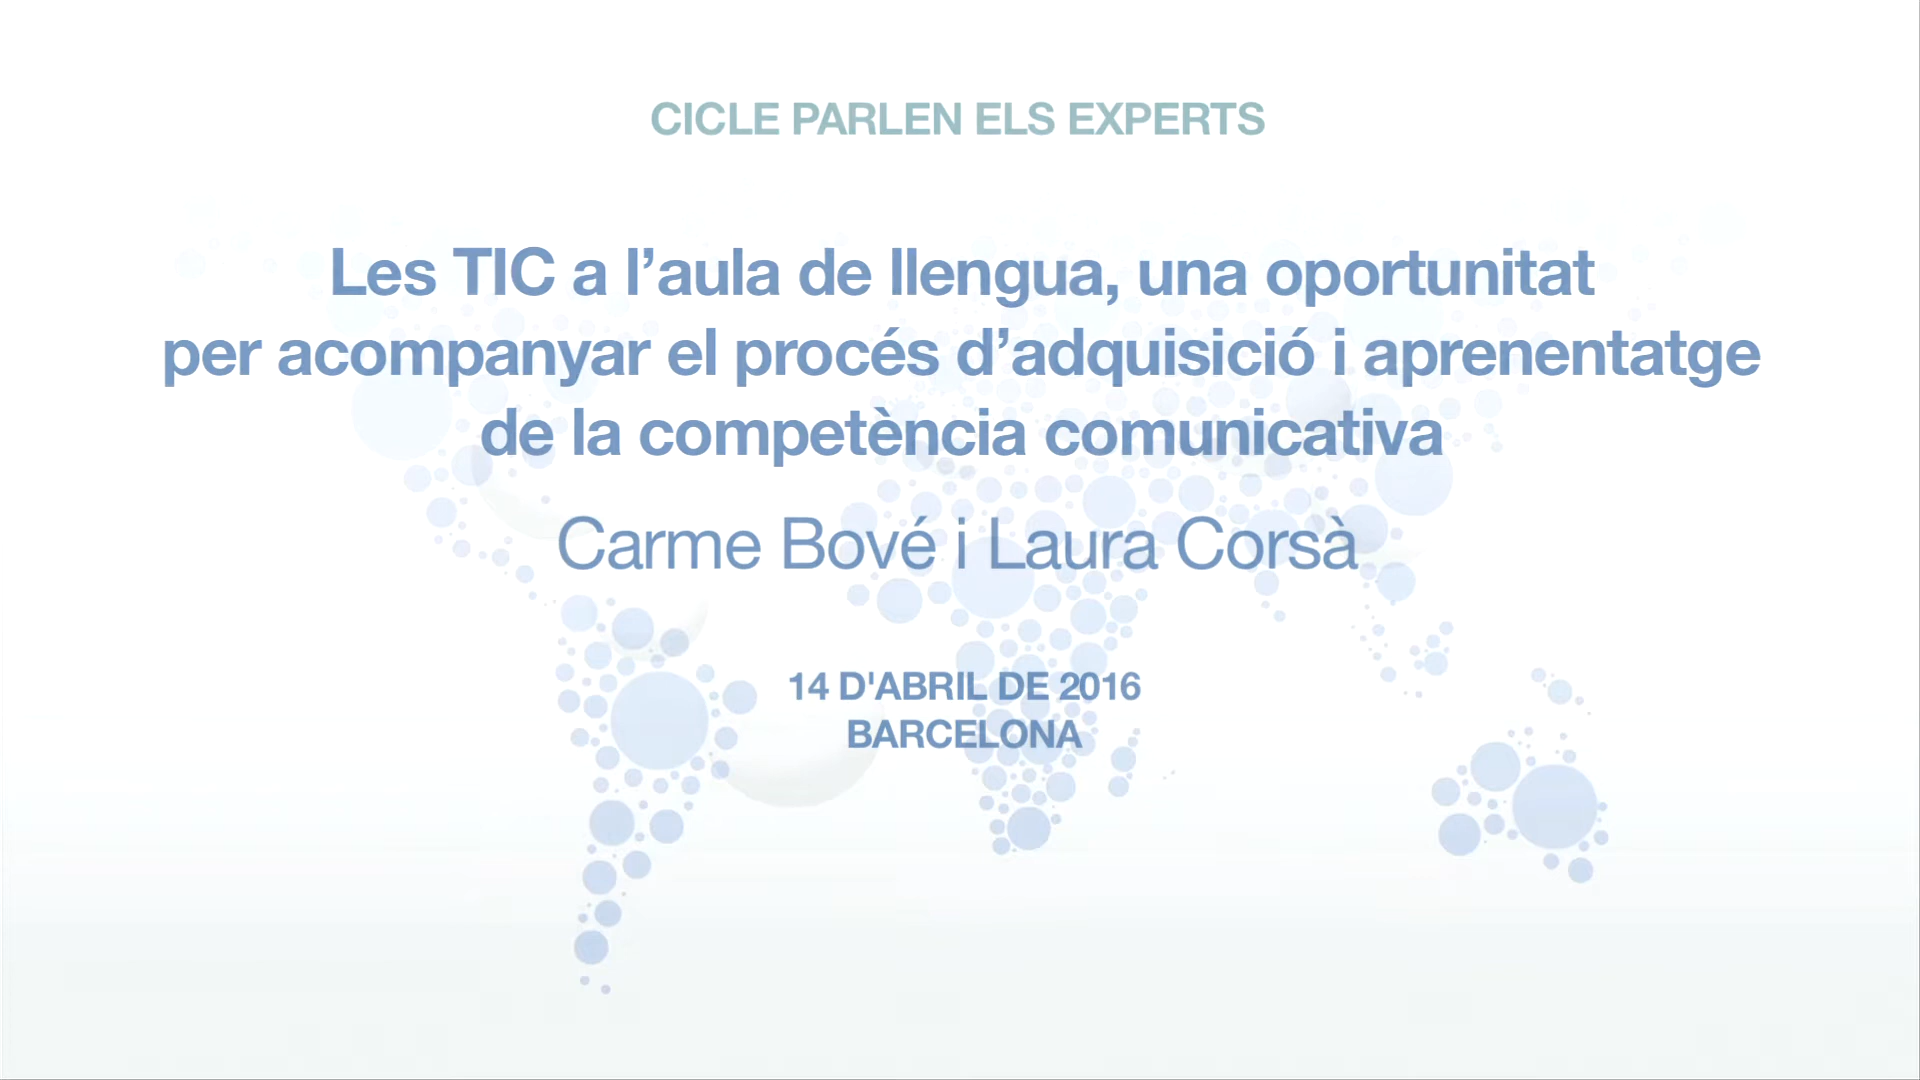 CICLE PARLEN ELS EXPERTS
Les TIC a l’aula de llengua, una oportunitat
per acompanyar el procés d’adquisició i aprenentatge
de la competència comunicativa
Carme Bové i Laura Corsà
14 D'ABRIL DE 2016
BARCELONA